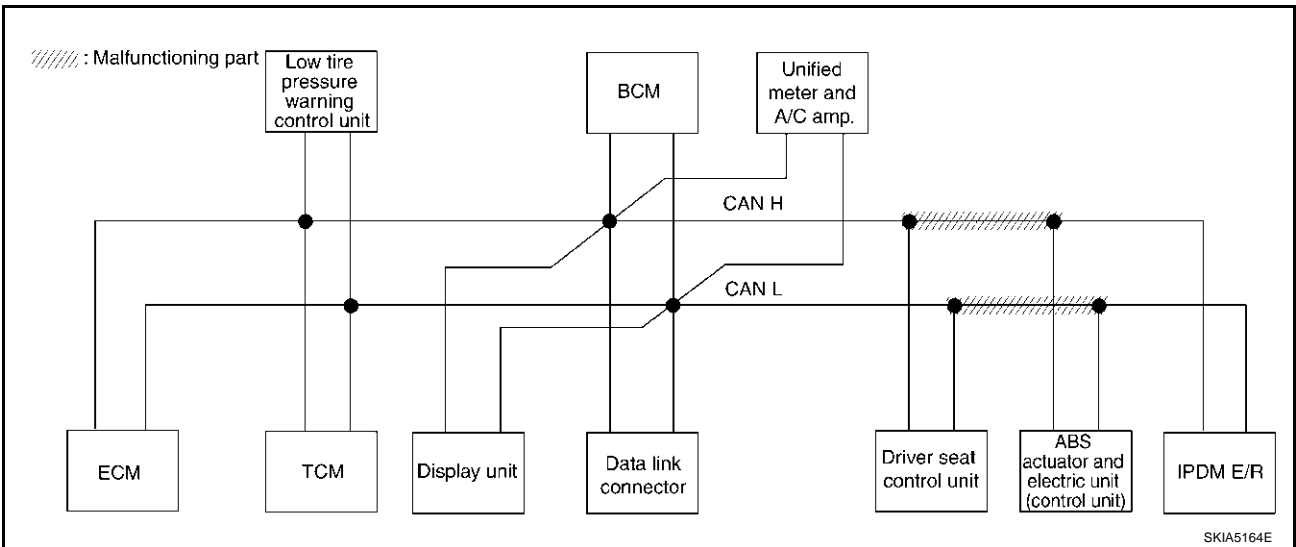 : Malfunctioning part
Low tire
pressure
warning
control unit
BCM
Unified
meter and
A/C amp.
CAN H
CAN L
ECM
TCM
Display unit
Data link
connector
Driver seat
control unit
ABS
actuator and
electric unit
(control unit)
IPDM E/R
SKIA5164E